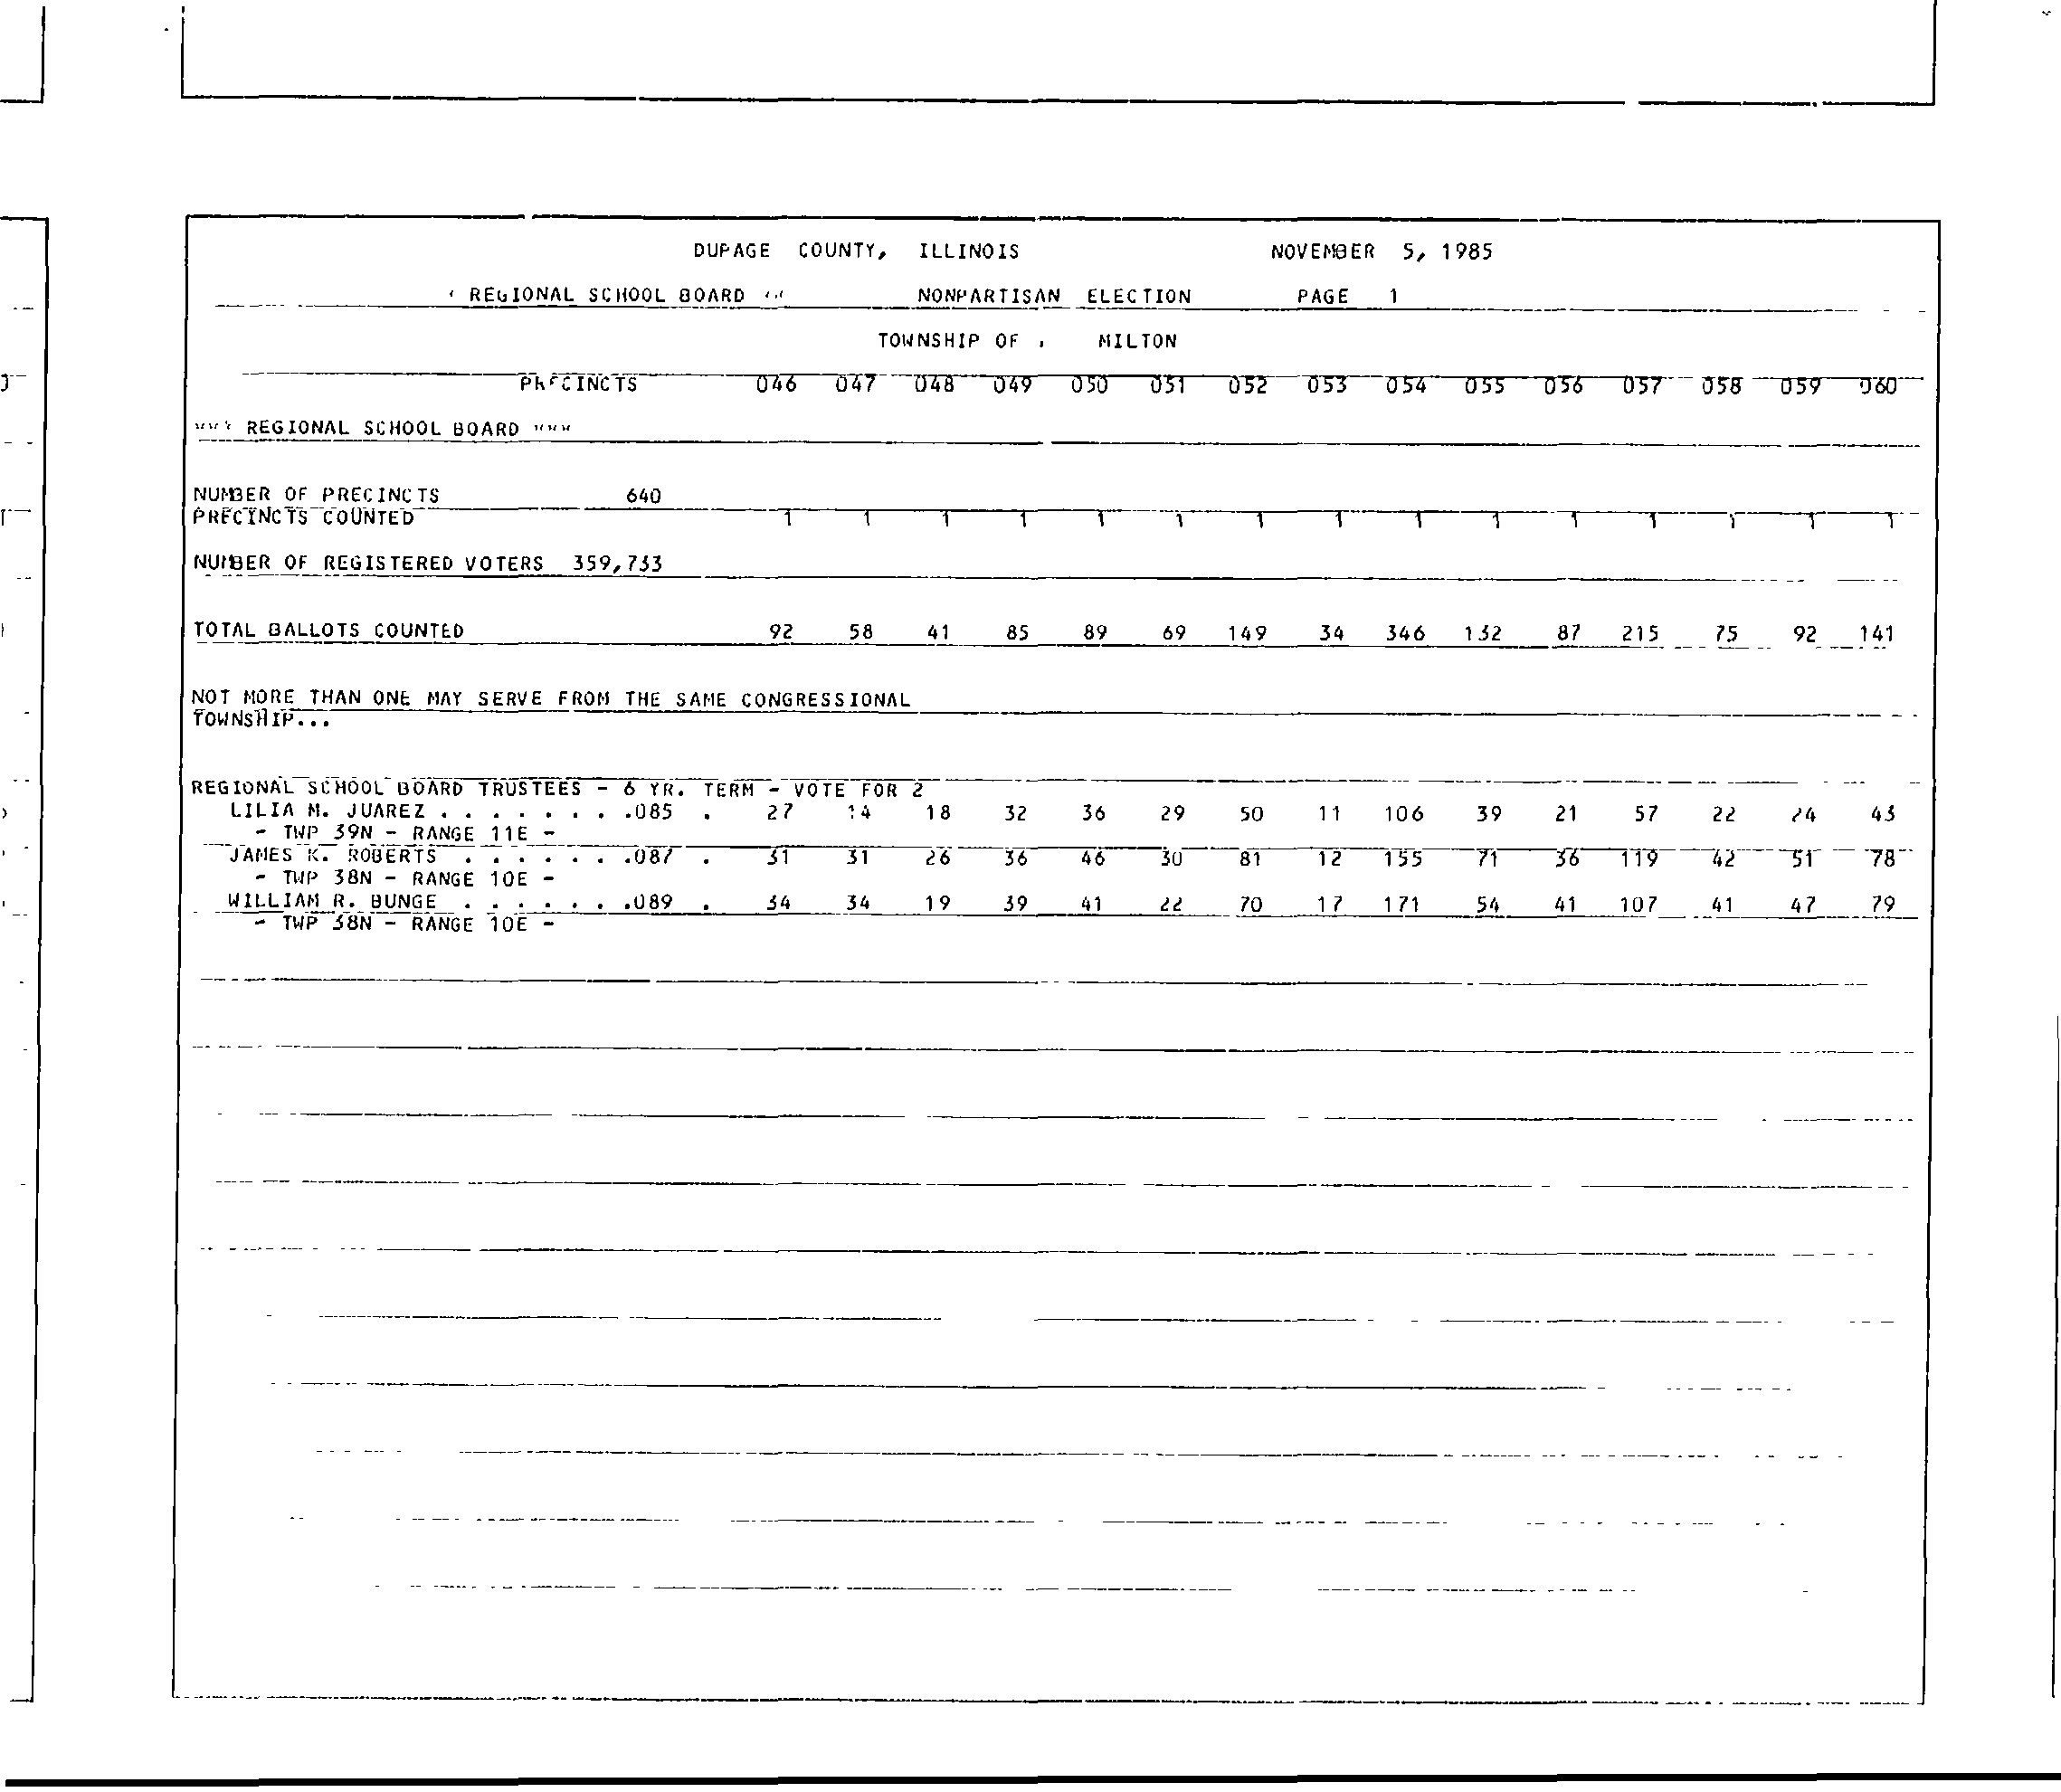 DUPAGE COUNTY, ILLINOIS NOVEMBER 5, 1985
REGIONAL SCHOOL BOARD NONPARTISAN ELECTION PAGE 1
TOWNSHIP OF MILTON
PRECINCTS 046 047 048 049 050 051 052 053 054 055 056 057 058 059 060
*** REGIONAL SCHOOL BOARD ***
NUMBER OF PRECINCTS 640
PRECINCTS COUNTED 1 1 1 1 1 1 1 1 1 1 1 1 1 1 1
NUMBER OF REGISTERED VOTERS 359,733
TOTAL BALLOTS COUNTED 92 58 41 85 89 69 149 34 346 132 87 215 75 92 141
NOT MORE THAN ONE MAY SERVE FROM THE SAME CONGRESSIONAL
TOWNSHIP...
REGIONAL SCHOOL BOARD TRUSTEES - 6 YR. TERM - VOTE FOR 2
LILIA M. JUAREZ . . . . . . . .085 . 27 14 18 32 36 29 50 11 106 39 21 57 22 24 43
- TWP 39N - RANGE 11E -
JAMES K. ROBERTS . . . . . . .087 . 31 31 26 36 46 30 81 12 155 71 36 119 42 51 78
- TWP 38N - RANGE 10E -
WILLIAM R. BUNGE . . . . . . .089 . 34 34 19 39 41 22 70 17 171 54 41 107 41 47 79
- TWP 38N - RANGE 10E -